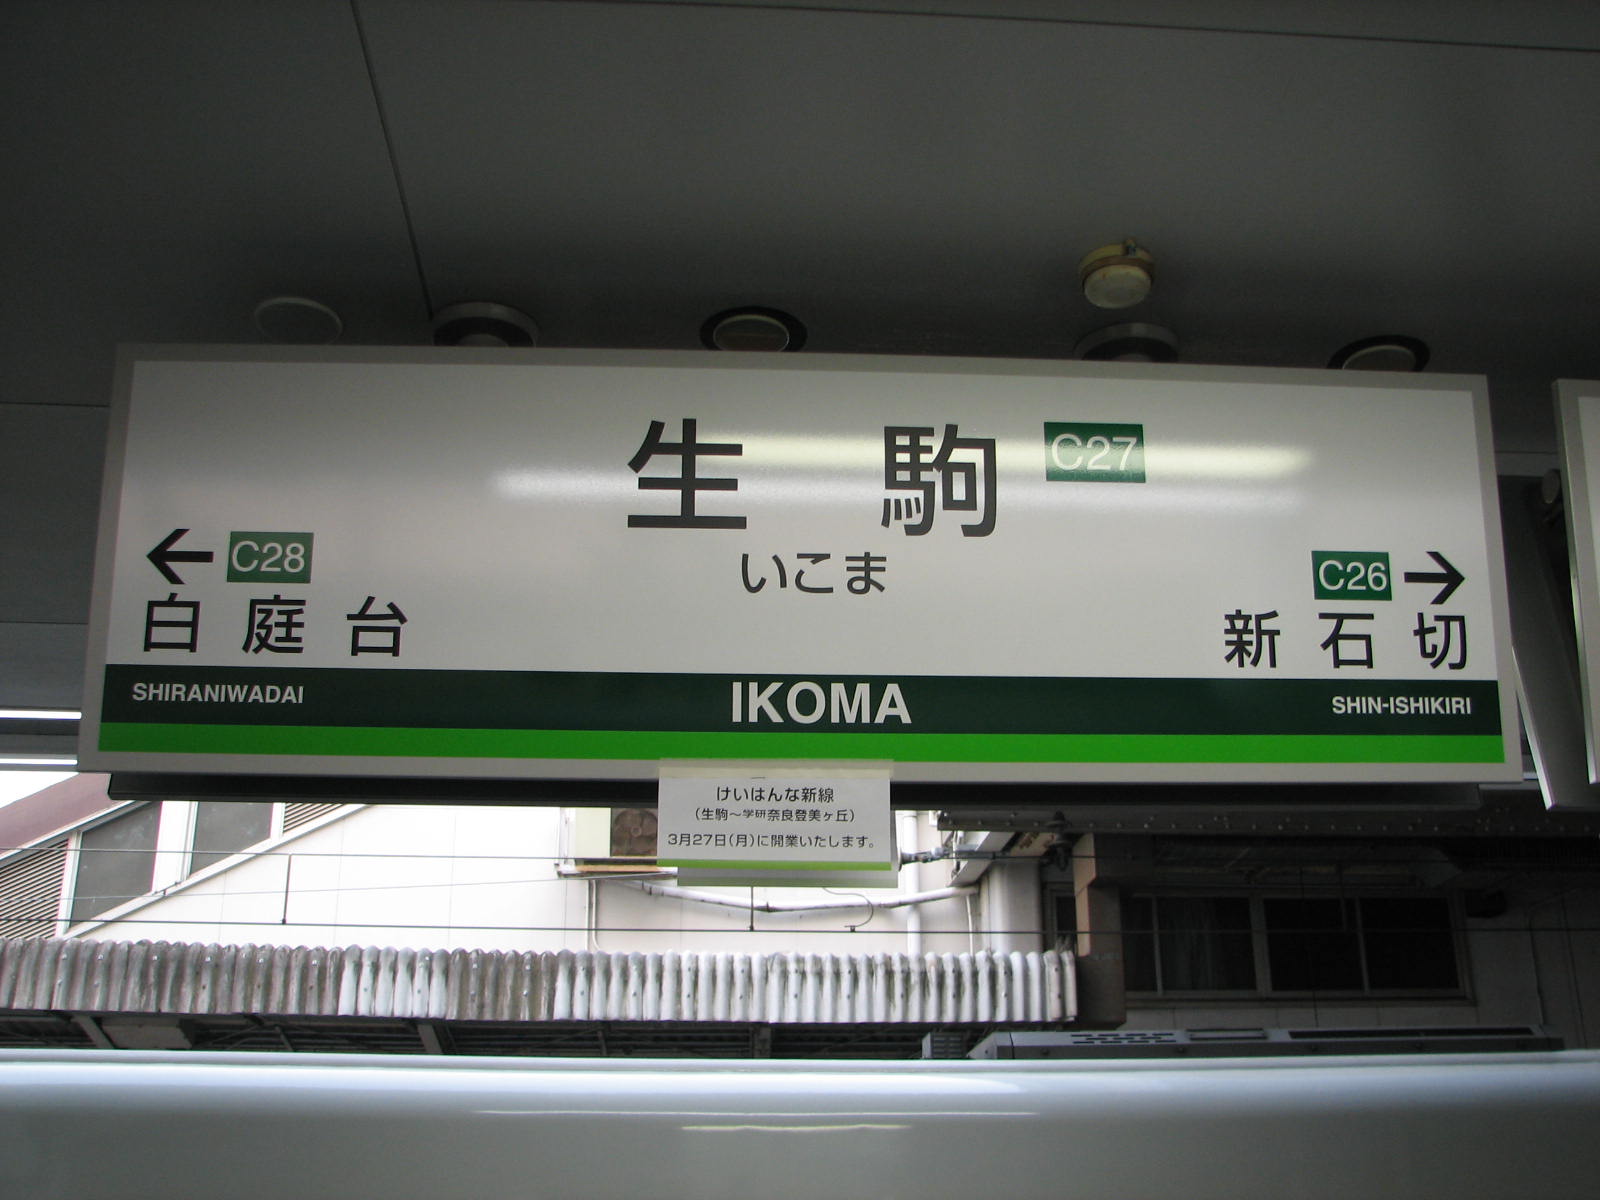 生駒 C27
いこま
← C28
白庭台
C26 →
新石切
SHIRANIWADAI
IKOMA
SHIN-ISHIKIRI
けいはんな新線
(生駒～学研奈良登美ヶ丘)
3月27日(月)に開業いたします。